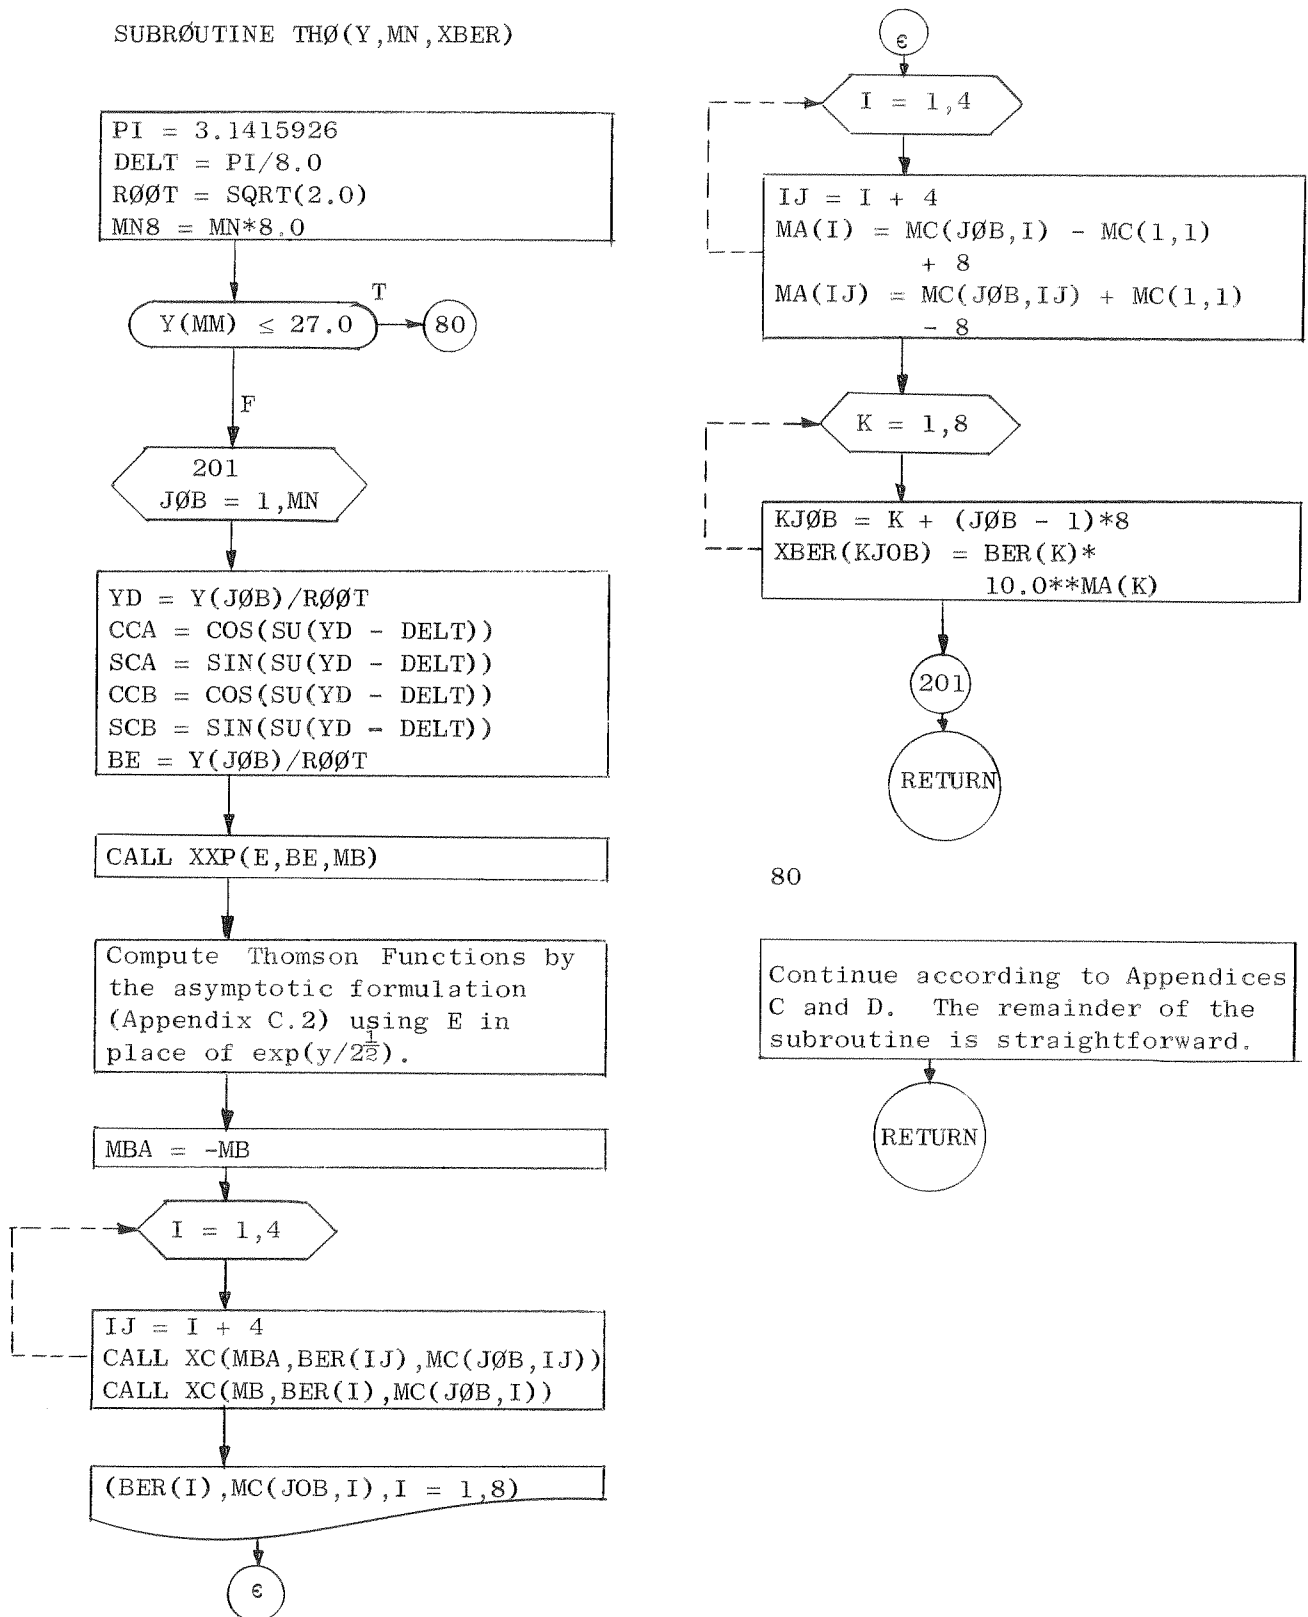 SUBRØUTINE THØ(Y,MN,XBER)
PI = 3.1415926
DELT = PI/8.0
RØØT = SQRT(2.0)
MN8 = MN*8.0
T
Y(MM) ≤ 27.0
80
F
201
JØB = 1,MN
YD = Y(JØB)/RØØT
CCA = COS(SU(YD - DELT))
SCA = SIN(SU(YD - DELT))
CCB = COS(SU(YD - DELT))
SCB = SIN(SU(YD - DELT))
BE = Y(JØB)/RØØT
CALL XXP(E,BE,MB)
Compute Thomson Functions by
the asymptotic formulation
(Appendix C.2) using E in
place of exp(y/2½).
MBA = -MB
I = 1,4
IJ = I + 4
CALL XC(MBA,BER(IJ),MC(JØB,IJ))
CALL XC(MB,BER(I),MC(JØB,I))
(BER(I),MC(JOB,I),I = 1,8)
ε
ε
I = 1,4
IJ = I + 4
MA(I) = MC(JØB,I) - MC(1,1)
+ 8
MA(IJ) = MC(JØB,IJ) + MC(1,1)
- 8
K = 1,8
KJØB = K + (JØB - 1)*8
XBER(KJOB) = BER(K)*
10.0**MA(K)
201
RETURN
80
Continue according to Appendices
C and D. The remainder of the
subroutine is straightforward.
RETURN